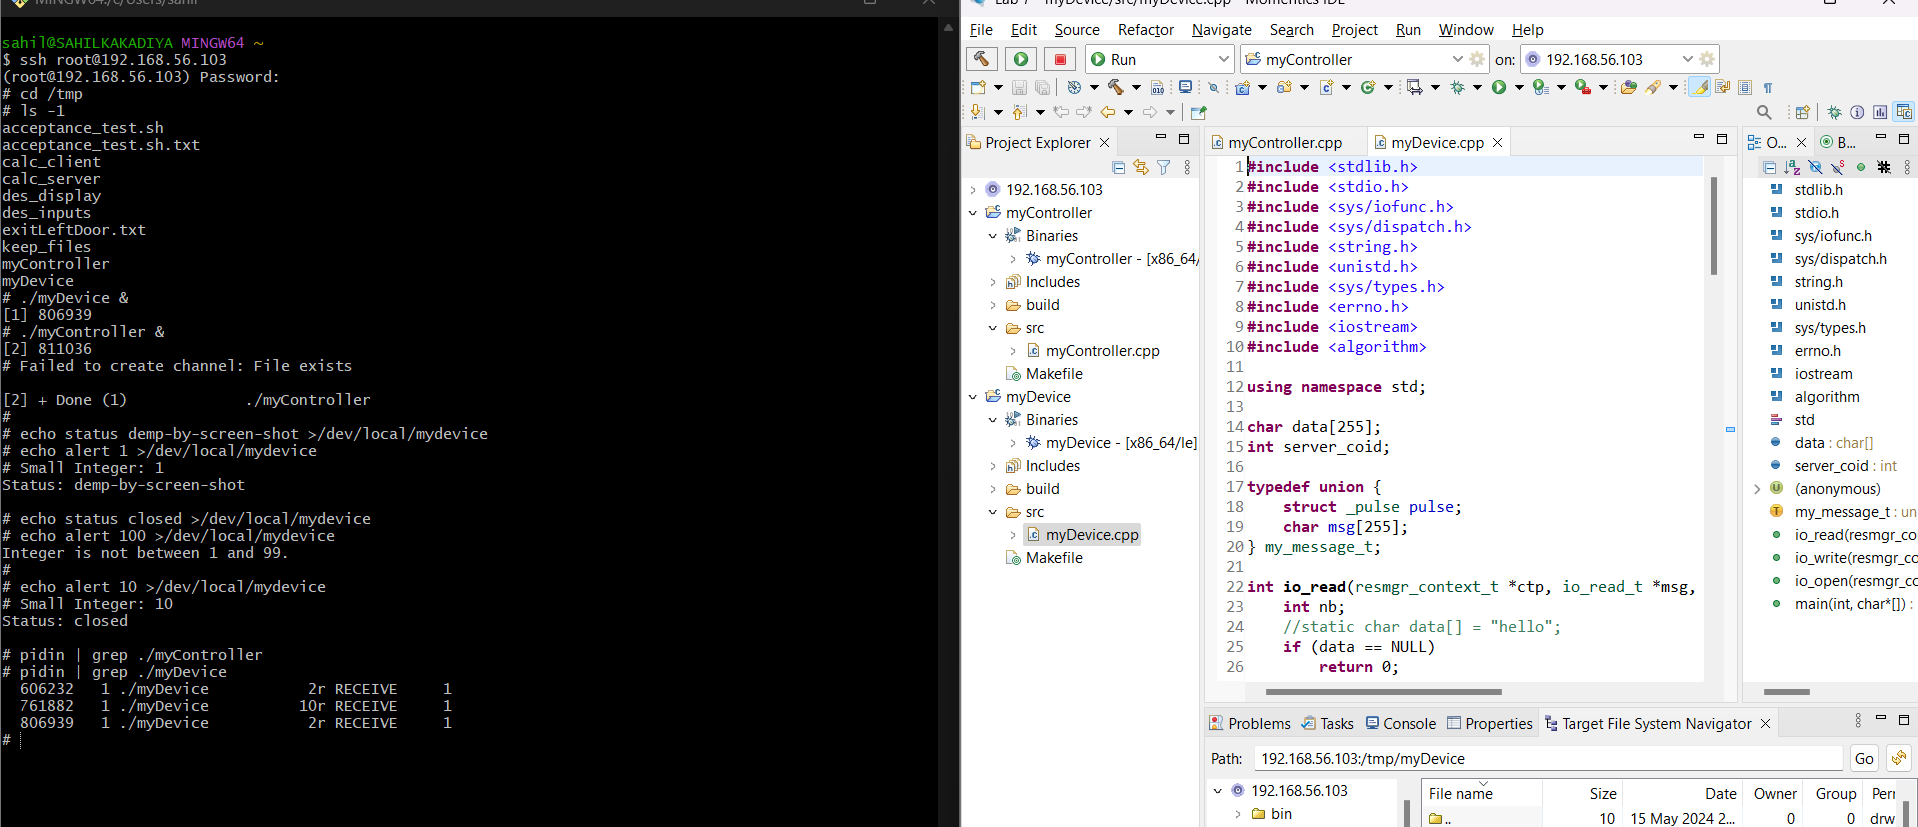 MINGW64:/c/Users/sahil
sahil@SAHILKAKADIYA MINGW64 ~
$ ssh root@192.168.56.103
(root@192.168.56.103) Password:
# cd /tmp
# ls -1
acceptance_test.sh
acceptance_test.sh.txt
calc_client
calc_server
des_display
des_inputs
exitLeftDoor.txt
keep_files
myController
myDevice
# ./myDevice &
[1] 806939
# ./myController &
[2] 811036
# Failed to create channel: File exists
[2] + Done (1)             ./myController
#
# echo status demp-by-screen-shot >/dev/local/mydevice
# echo alert 1 >/dev/local/mydevice
# Small Integer: 1
Status: demp-by-screen-shot
# echo status closed >/dev/local/mydevice
# echo alert 100 >/dev/local/mydevice
Integer is not between 1 and 99.
#
# echo alert 10 >/dev/local/mydevice
# Small Integer: 10
Status: closed
# pidin | grep ./myController
# pidin | grep ./myDevice
606232   1 ./myDevice           2r RECEIVE     1
761882   1 ./myDevice          10r RECEIVE     1
806939   1 ./myDevice           2r RECEIVE     1
#
Lab 7 - myDevice/src/myDevice.cpp - Momentics IDE
File Edit Source Refactor Navigate Search Project Run Window Help
Run myController on: 192.168.56.103
Project Explorer
192.168.56.103
myController
Binaries
myController - [x86_64/
Includes
build
src
myController.cpp
Makefile
myDevice
Binaries
myDevice - [x86_64/le]
Includes
build
src
myDevice.cpp
Makefile
myController.cpp myDevice.cpp
1 #include <stdlib.h>
2 #include <stdio.h>
3 #include <sys/iofunc.h>
4 #include <sys/dispatch.h>
5 #include <string.h>
6 #include <unistd.h>
7 #include <sys/types.h>
8 #include <errno.h>
9 #include <iostream>
10 #include <algorithm>
11
12 using namespace std;
13
14 char data[255];
15 int server_coid;
16
17 typedef union {
18     struct _pulse pulse;
19     char msg[255];
20 } my_message_t;
21
22 int io_read(resmgr_context_t *ctp, io_read_t *msg,
23     int nb;
24     //static char data[] = "hello";
25     if (data == NULL)
26         return 0;
O... B...
stdlib.h
stdio.h
sys/iofunc.h
sys/dispatch.h
string.h
unistd.h
sys/types.h
errno.h
iostream
algorithm
std
data : char[]
server_coid : int
(anonymous)
my_message_t : un
io_read(resmgr_co
io_write(resmgr_c
io_open(resmgr_c
main(int, char*[]) :
Problems Tasks Console Properties Target File System Navigator
Path: 192.168.56.103:/tmp/myDevice Go
192.168.56.103
bin
File name Size Date Owner Group Perr
.. 10 15 May 2024 2... 0 0 drw